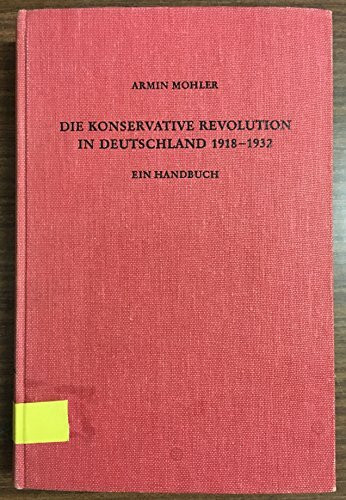 ARMIN MOHLER
DIE KONSERVATIVE REVOLUTION
IN DEUTSCHLAND 1918–1932
EIN HANDBUCH